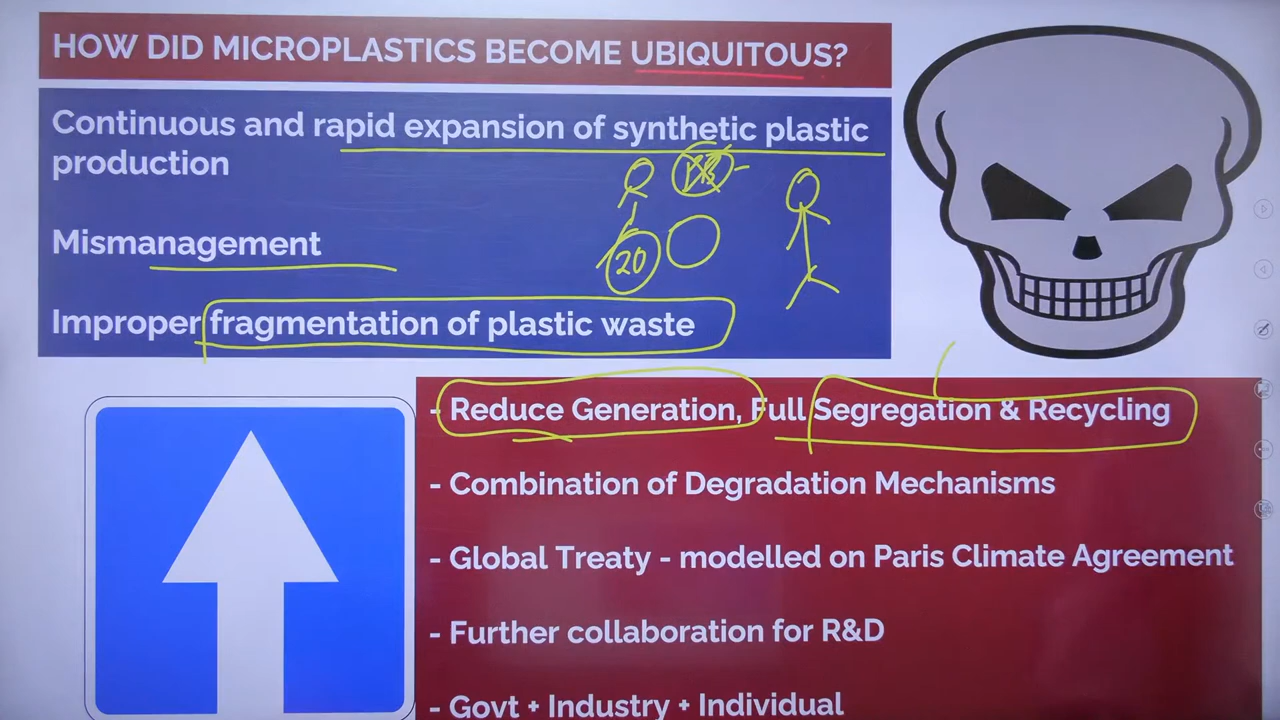 HOW DID MICROPLASTICS BECOME UBIQUITOUS?
Continuous and rapid expansion of synthetic plastic
production
Mismanagement
20
Improper fragmentation of plastic waste
- Reduce Generation, Full Segregation & Recycling
- Combination of Degradation Mechanisms
- Global Treaty - modelled on Paris Climate Agreement
- Further collaboration for R&D
- Govt + Industry + Individual